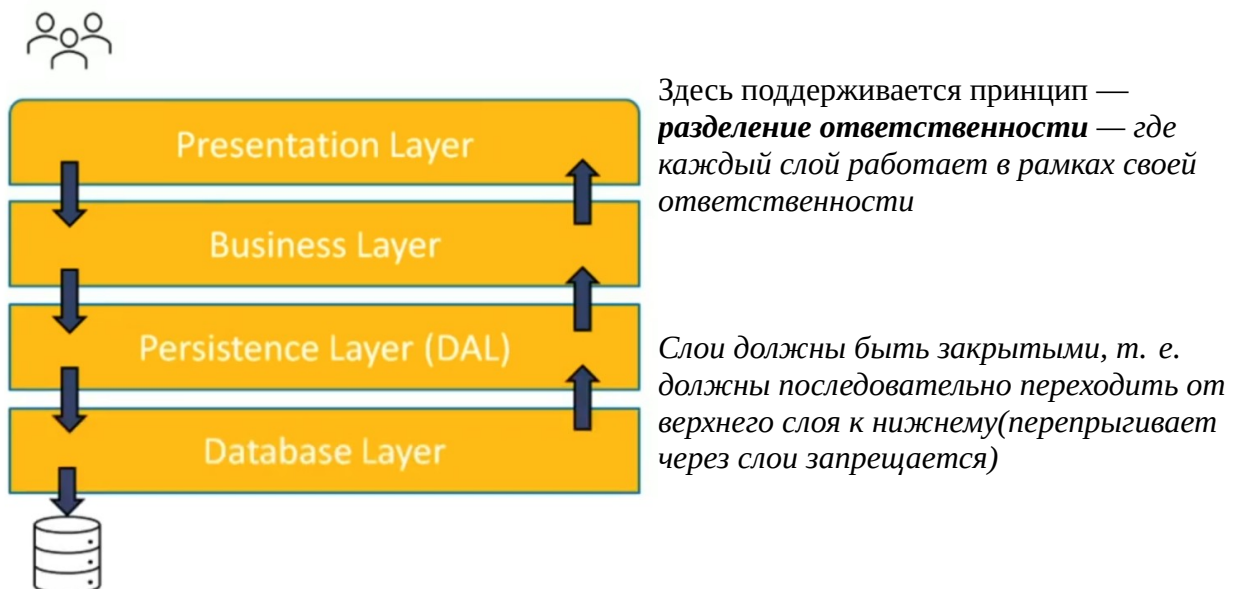 Presentation Layer
Business Layer
Persistence Layer (DAL)
Database Layer
Здесь поддерживается принцип —
разделение ответственности — где
каждый слой работает в рамках своей
ответственности
Слои должны быть закрытыми, т. е.
должны последовательно переходить от
верхнего слоя к нижнему(перепрыгивает
через слои запрещается)